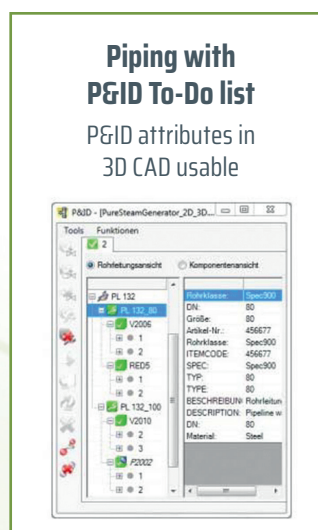 Piping with
P&ID To-Do list
P&ID attributes in
3D CAD usable
P&ID - [PureSteamGenerator_2D_3D...
Tools Funktionen
2
Rohrleitungsansicht Komponentenansicht
PL 132
PL 132_80
V2006
1
2
RED5
1
2
PL 132_100
V2010
2
3
P2002
1
2
Rohrklasse: Spec900
DN: 80
Größe: 80
Artikel-Nr.: 456677
Rohrklasse: Spec900
ITEMCODE: 456677
SPEC: Spec900
TYP: 80
TYPE: 80
BESCHREIBUN Rohrleitun
DESCRIPTION: Pipeline w
DN: 80
Material: Steel